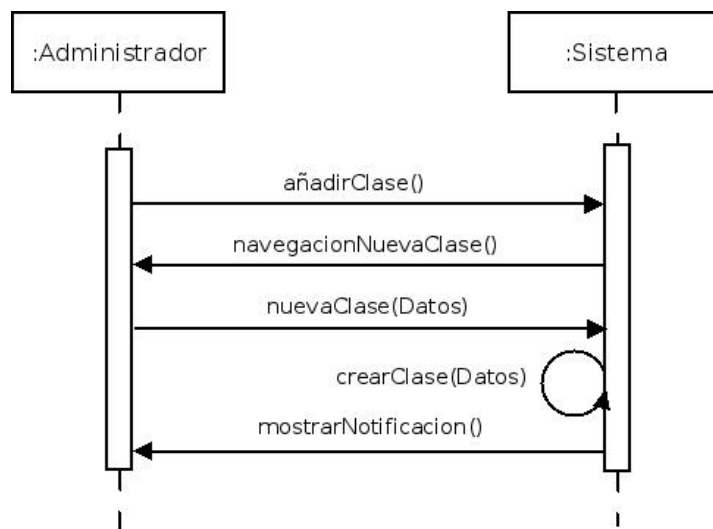 :Administrador
:Sistema
añadirClase()
navegacionNuevaClase()
nuevaClase(Datos)
crearClase(Datos)
mostrarNotificacion()